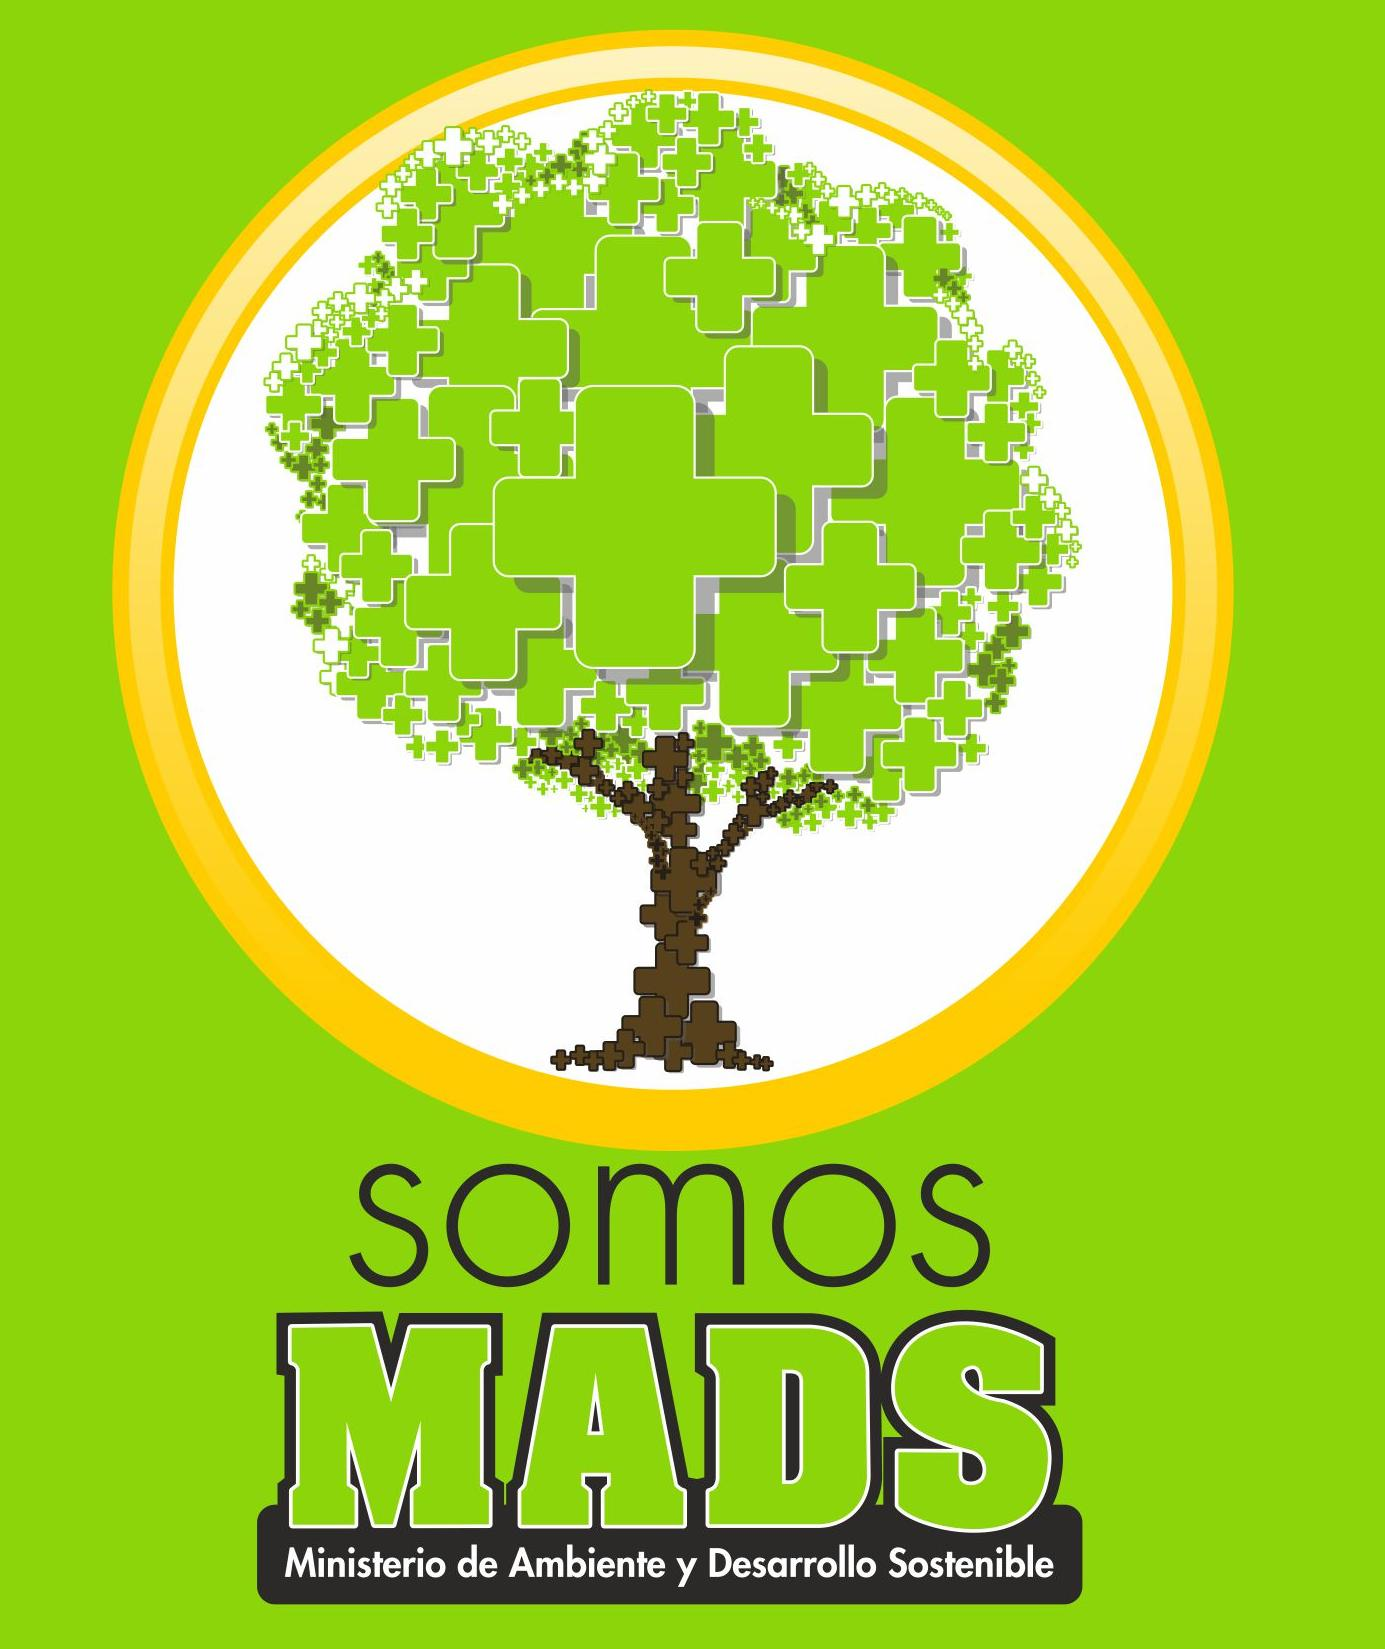 somos
MADS
Ministerio de Ambiente y Desarrollo Sostenible